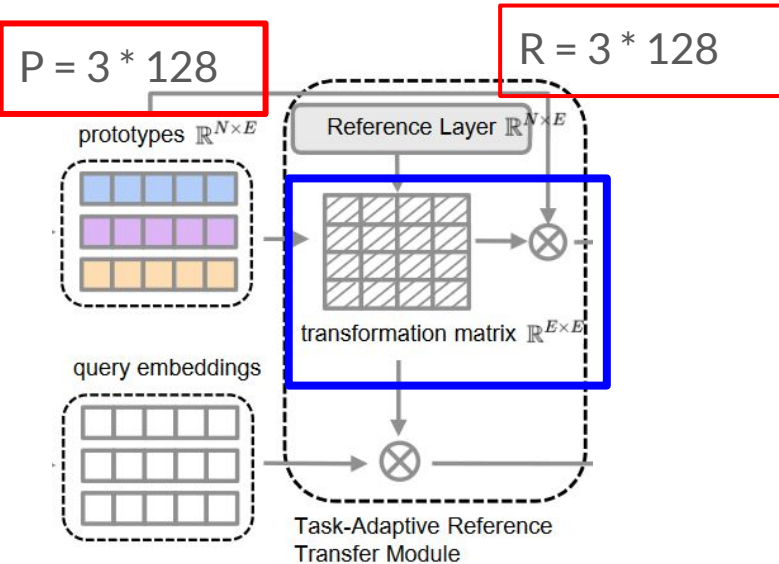 P = 3 * 128
R = 3 * 128
prototypes ℝ^{N×E}
Reference Layer ℝ^{N×E}
transformation matrix ℝ^{E×E}
query embeddings
Task-Adaptive Reference
Transfer Module